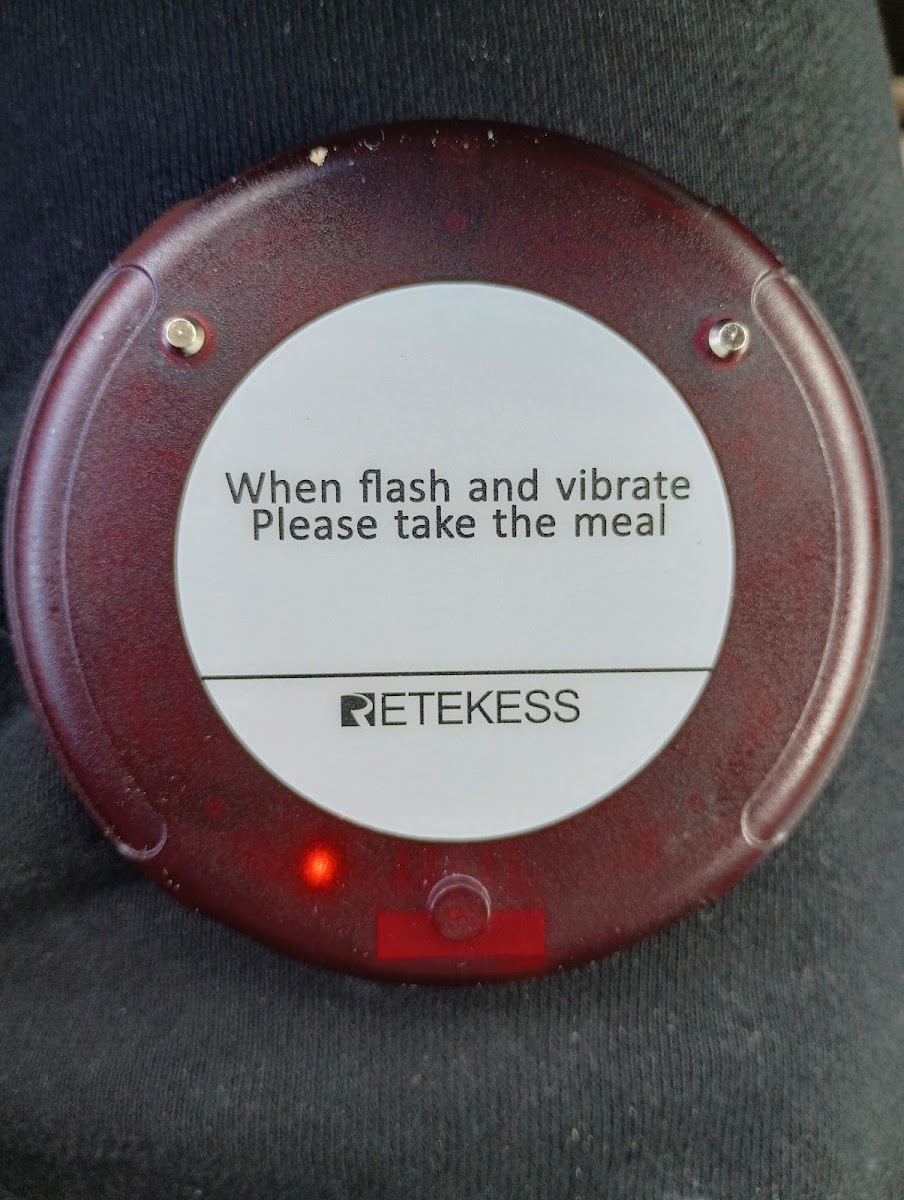 When flash and vibrate
Please take the meal
RETEKESS